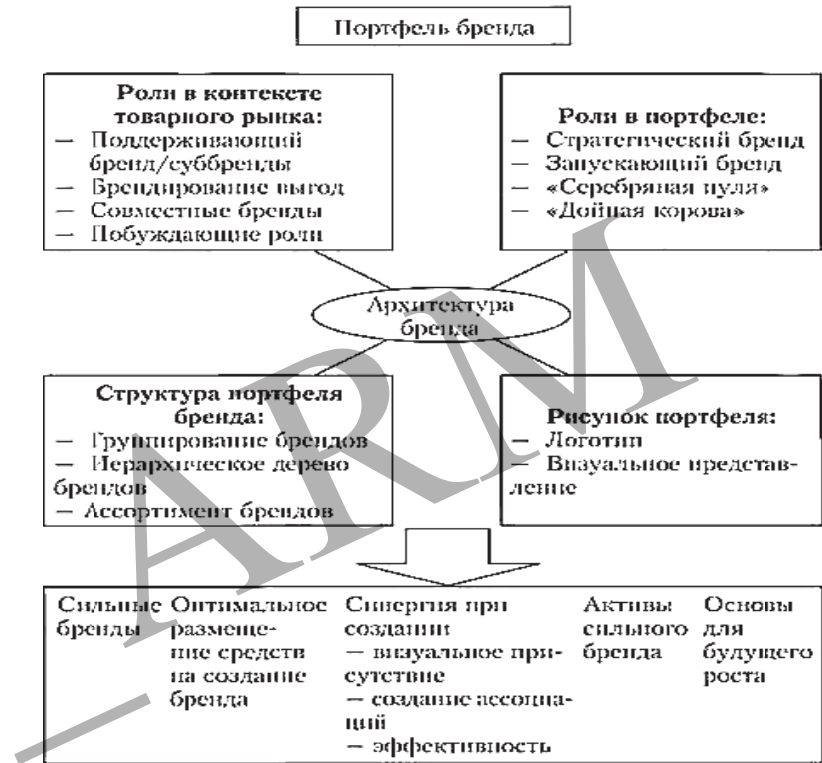 Портфель бренда
Роли в контексте
товарного рынка:
— Поддерживающий
бренд/суббренды
— Брендирование выгод
— Совместные бренды
— Побуждающие роли
Роли в портфеле:
— Стратегический бренд
— Запускающий бренд
— «Серебряная пуля»
— «Дойная корова»
Архитектура
бренда
Структура портфеля
бренда:
— Группирование брендов
— Иерархическое дерево
брендов
— Ассортимент брендов
Рисунок портфеля:
— Логотип
— Визуальное представ-
ление
Сильные
бренды
Оптимальное
размеще-
ние средств
на создание
бренда
Синергия при
создании
— визуальное при-
сутствие
— создание ассоциа-
ций
— эффективность
Активы
сильного
бренда
Основы
для
будущего
роста
_ARM